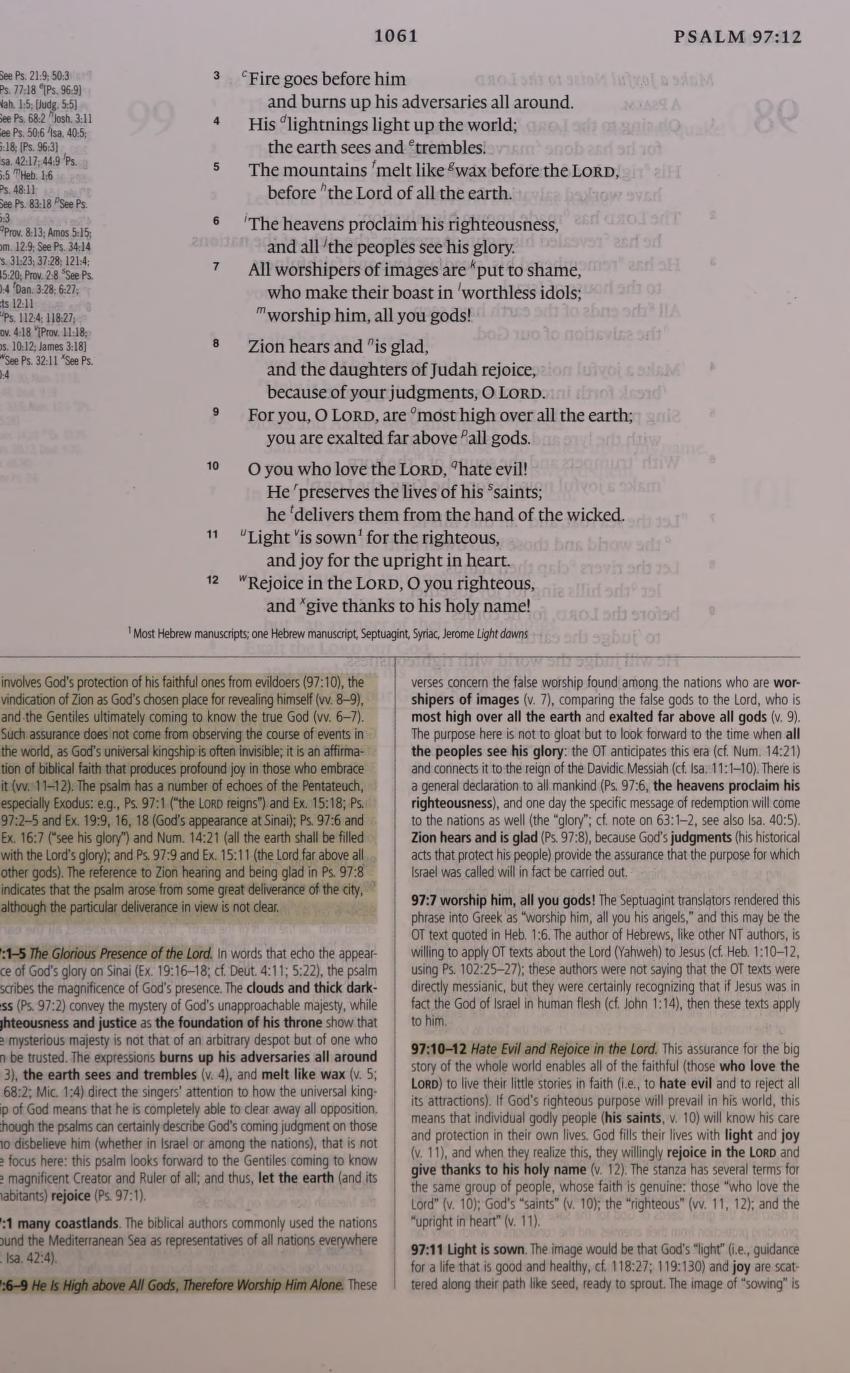 1061
PSALM 97:12
See Ps. 21:9; 50:3
Ps. 77:18 e[Ps. 96:9]
Nah. 1:5; [Judg. 5:5]
See Ps. 68:2 hJosh. 3:11
See Ps. 50:6 jIsa. 40:5;
6:18; [Ps. 96:3]
Isa. 42:17; 44:9 lPs.
6:5 mHeb. 1:6
Ps. 48:11
See Ps. 83:18 pSee Ps.
5:3
qProv. 8:13; Amos 5:15;
om. 12:9; See Ps. 34:14
s. 31:23; 37:28; 121:4;
45:20; Prov. 2:8 sSee Ps.
0:4 tDan. 3:28; 6:27;
cts 12:11
uPs. 112:4; 118:27;
ov. 4:18 v[Prov. 11:18;
os. 10:12; James 3:18]
wSee Ps. 32:11 xSee Ps.
0:4
3 cFire goes before him
and burns up his adversaries all around.
4 His dlightnings light up the world;
the earth sees and etrembles.
5 The mountains fmelt like gwax before the LORD,
before hthe Lord of all the earth.
6 iThe heavens proclaim his righteousness,
and all jthe peoples see his glory.
7 All worshipers of images are kput to shame,
who make their boast in lworthless idols;
mworship him, all you gods!
8 Zion hears and nis glad,
and the daughters of Judah rejoice,
because of your judgments, O LORD.
9 For you, O LORD, are omost high over all the earth;
you are exalted far above pall gods.
10 O you who love the LORD, qhate evil!
He rpreserves the lives of his ssaints;
he tdelivers them from the hand of the wicked.
11 uLight vis sown1 for the righteous,
and joy for the upright in heart.
12 wRejoice in the LORD, O you righteous,
and xgive thanks to his holy name!
1 Most Hebrew manuscripts; one Hebrew manuscript, Septuagint, Syriac, Jerome Light dawns
involves God's protection of his faithful ones from evildoers (97:10), the
vindication of Zion as God's chosen place for revealing himself (vv. 8–9),
and the Gentiles ultimately coming to know the true God (vv. 6–7).
Such assurance does not come from observing the course of events in
the world, as God's universal kingship is often invisible; it is an affirma-
tion of biblical faith that produces profound joy in those who embrace
it (vv. 11–12). The psalm has a number of echoes of the Pentateuch,
especially Exodus: e.g., Ps. 97:1 ("the LORD reigns") and Ex. 15:18; Ps.
97:2–5 and Ex. 19:9, 16, 18 (God's appearance at Sinai); Ps. 97:6 and
Ex. 16:7 ("see his glory") and Num. 14:21 (all the earth shall be filled
with the Lord's glory); and Ps. 97:9 and Ex. 15:11 (the Lord far above all
other gods). The reference to Zion hearing and being glad in Ps. 97:8
indicates that the psalm arose from some great deliverance of the city,
although the particular deliverance in view is not clear.
7:1–5 The Glorious Presence of the Lord. In words that echo the appear-
ce of God's glory on Sinai (Ex. 19:16–18; cf. Deut. 4:11; 5:22), the psalm
scribes the magnificence of God's presence. The clouds and thick dark-
ss (Ps. 97:2) convey the mystery of God's unapproachable majesty, while
ghteousness and justice as the foundation of his throne show that
e mysterious majesty is not that of an arbitrary despot but of one who
n be trusted. The expressions burns up his adversaries all around
3), the earth sees and trembles (v. 4), and melt like wax (v. 5;
68:2; Mic. 1:4) direct the singers' attention to how the universal king-
ip of God means that he is completely able to clear away all opposition.
though the psalms can certainly describe God's coming judgment on those
o disbelieve him (whether in Israel or among the nations), that is not
e focus here: this psalm looks forward to the Gentiles coming to know
e magnificent Creator and Ruler of all; and thus, let the earth (and its
habitants) rejoice (Ps. 97:1).
7:1 many coastlands. The biblical authors commonly used the nations
ound the Mediterranean Sea as representatives of all nations everywhere
. Isa. 42:4).
7:6–9 He Is High above All Gods, Therefore Worship Him Alone. These
verses concern the false worship found among the nations who are wor-
shipers of images (v. 7), comparing the false gods to the Lord, who is
most high over all the earth and exalted far above all gods (v. 9).
The purpose here is not to gloat but to look forward to the time when all
the peoples see his glory: the OT anticipates this era (cf. Num. 14:21)
and connects it to the reign of the Davidic Messiah (cf. Isa. 11:1–10). There is
a general declaration to all mankind (Ps. 97:6, the heavens proclaim his
righteousness), and one day the specific message of redemption will come
to the nations as well (the "glory"; cf. note on 63:1–2, see also Isa. 40:5).
Zion hears and is glad (Ps. 97:8), because God's judgments (his historical
acts that protect his people) provide the assurance that the purpose for which
Israel was called will in fact be carried out.
97:7 worship him, all you gods! The Septuagint translators rendered this
phrase into Greek as "worship him, all you his angels," and this may be the
OT text quoted in Heb. 1:6. The author of Hebrews, like other NT authors, is
willing to apply OT texts about the Lord (Yahweh) to Jesus (cf. Heb. 1:10–12,
using Ps. 102:25–27); these authors were not saying that the OT texts were
directly messianic, but they were certainly recognizing that if Jesus was in
fact the God of Israel in human flesh (cf. John 1:14), then these texts apply
to him.
97:10–12 Hate Evil and Rejoice in the Lord. This assurance for the big
story of the whole world enables all of the faithful (those who love the
LORD) to live their little stories in faith (i.e., to hate evil and to reject all
its attractions). If God's righteous purpose will prevail in his world, this
means that individual godly people (his saints, v. 10) will know his care
and protection in their own lives. God fills their lives with light and joy
(v. 11), and when they realize this, they willingly rejoice in the LORD and
give thanks to his holy name (v. 12). The stanza has several terms for
the same group of people, whose faith is genuine: those "who love the
Lord" (v. 10); God's "saints" (v. 10); the "righteous" (vv. 11, 12); and the
"upright in heart" (v. 11).
97:11 Light is sown. The image would be that God's "light" (i.e., guidance
for a life that is good and healthy, cf. 118:27; 119:130) and joy are scat-
tered along their path like seed, ready to sprout. The image of "sowing" is